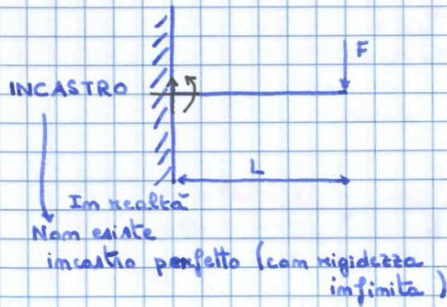 F
INCASTRO
L
In realtà
Non esiste
incastro perfetto (con rigidezza
infinita)